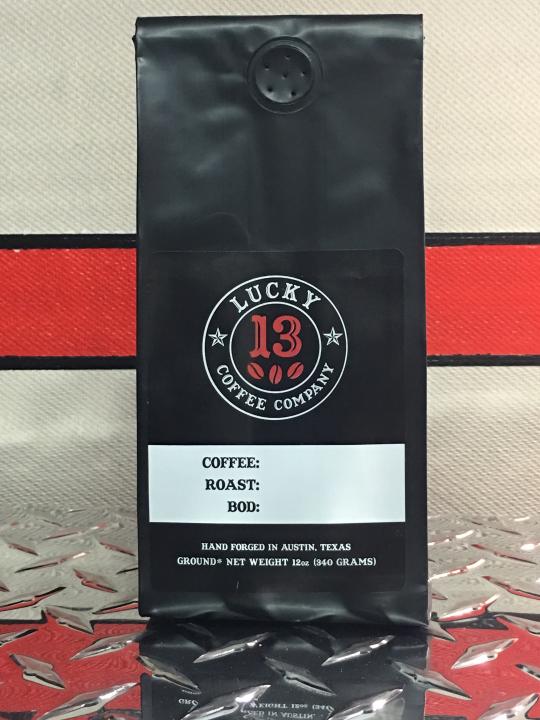 LUCKY
13
COFFEE COMPANY
COFFEE:
ROAST:
BOD:
HAND FORGED IN AUSTIN, TEXAS
GROUND* NET WEIGHT 12oz (340 GRAMS)